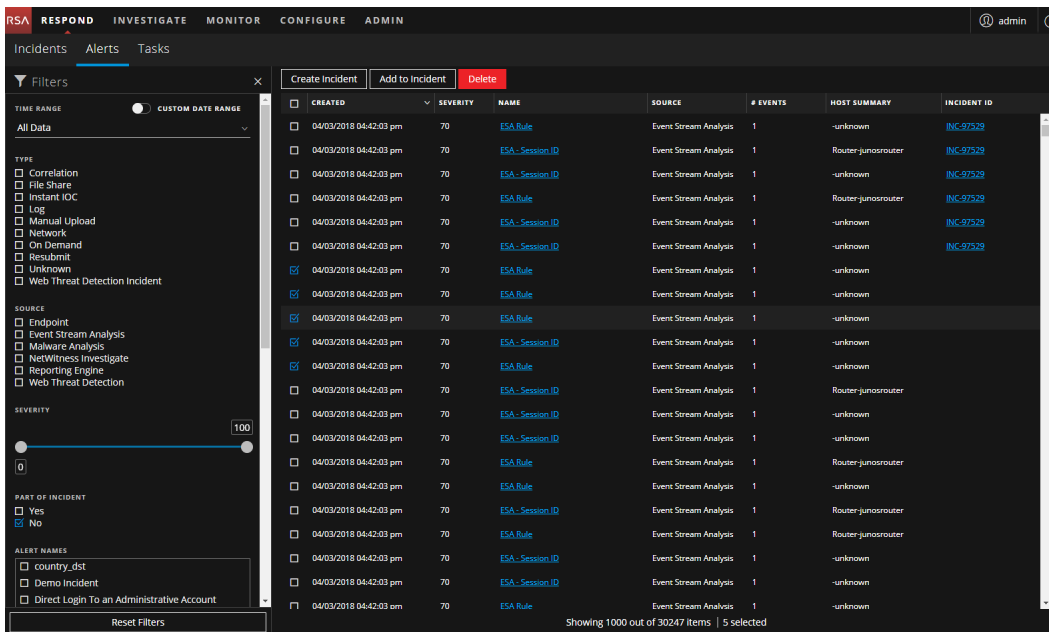 RSA RESPOND INVESTIGATE MONITOR CONFIGURE ADMIN admin
Incidents Alerts Tasks
Filters
TIME RANGE CUSTOM DATE RANGE
All Data
TYPE
Correlation
File Share
Instant IOC
Log
Manual Upload
Network
On Demand
Resubmit
Unknown
Web Threat Detection Incident
SOURCE
Endpoint
Event Stream Analysis
Malware Analysis
NetWitness Investigate
Reporting Engine
Web Threat Detection
SEVERITY
100
0
PART OF INCIDENT
Yes
No
ALERT NAMES
country_dst
Demo Incident
Direct Login To an Administrative Account
Reset Filters
Create Incident Add to Incident Delete
CREATED SEVERITY NAME SOURCE # EVENTS HOST SUMMARY INCIDENT ID
04/03/2018 04:42:03 pm 70 ESA Rule Event Stream Analysis 1 -unknown INC-97529
04/03/2018 04:42:03 pm 70 ESA - Session ID Event Stream Analysis 1 Router-junosrouter INC-97529
04/03/2018 04:42:03 pm 70 ESA - Session ID Event Stream Analysis 1 -unknown INC-97529
04/03/2018 04:42:03 pm 70 ESA Rule Event Stream Analysis 1 Router-junosrouter INC-97529
04/03/2018 04:42:03 pm 70 ESA - Session ID Event Stream Analysis 1 -unknown INC-97529
04/03/2018 04:42:03 pm 70 ESA - Session ID Event Stream Analysis 1 -unknown INC-97529
04/03/2018 04:42:03 pm 70 ESA Rule Event Stream Analysis 1 -unknown
04/03/2018 04:42:03 pm 70 ESA Rule Event Stream Analysis 1 -unknown
04/03/2018 04:42:03 pm 70 ESA Rule Event Stream Analysis 1 -unknown
04/03/2018 04:42:03 pm 70 ESA - Session ID Event Stream Analysis 1 -unknown
04/03/2018 04:42:03 pm 70 ESA Rule Event Stream Analysis 1 -unknown
04/03/2018 04:42:03 pm 70 ESA - Session ID Event Stream Analysis 1 Router-junosrouter
04/03/2018 04:42:03 pm 70 ESA - Session ID Event Stream Analysis 1 -unknown
04/03/2018 04:42:03 pm 70 ESA - Session ID Event Stream Analysis 1 -unknown
04/03/2018 04:42:03 pm 70 ESA Rule Event Stream Analysis 1 Router-junosrouter
04/03/2018 04:42:03 pm 70 ESA Rule Event Stream Analysis 1 -unknown
04/03/2018 04:42:03 pm 70 ESA - Session ID Event Stream Analysis 1 Router-junosrouter
04/03/2018 04:42:03 pm 70 ESA Rule Event Stream Analysis 1 Router-junosrouter
04/03/2018 04:42:03 pm 70 ESA - Session ID Event Stream Analysis 1 -unknown
04/03/2018 04:42:03 pm 70 ESA - Session ID Event Stream Analysis 1 -unknown
04/03/2018 04:42:03 pm 70 ESA Rule Event Stream Analysis 1 -unknown
Showing 1000 out of 30247 items | 5 selected